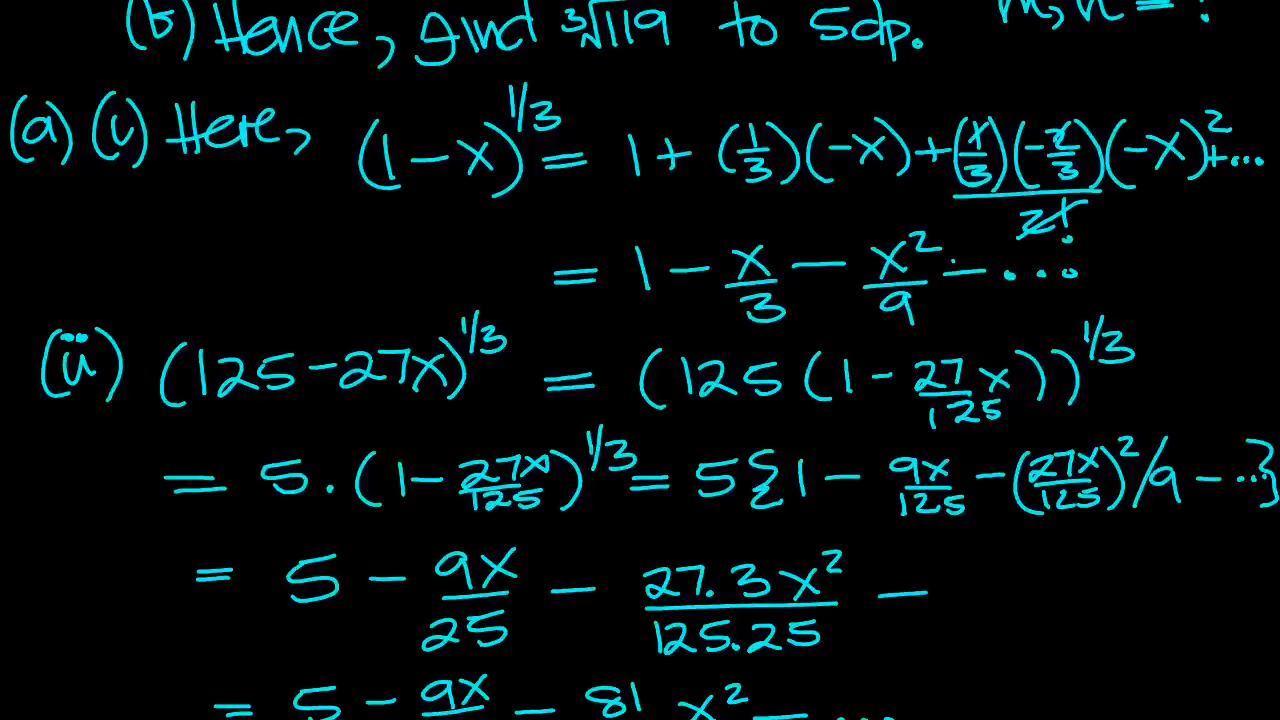 (b) Hence, find ∛119 to 5dp. m, n = ?
(a) (i) Here, (1-x)^1/3 = 1 + (1/3)(-x) + (1/3)(-2/3)(-x)^2/2! + ...
= 1 - x/3 - x^2/9 - ...
(ii) (125-27x)^1/3 = (125(1 - 27/125 x))^1/3
= 5.(1 - 27x/125)^1/3 = 5{1 - 9x/125 - (27x/125)^2/9 - ...}
= 5 - 9x/25 - 27.3x^2/125.25 -
= 5 - 9x - 81 x^2 - ...